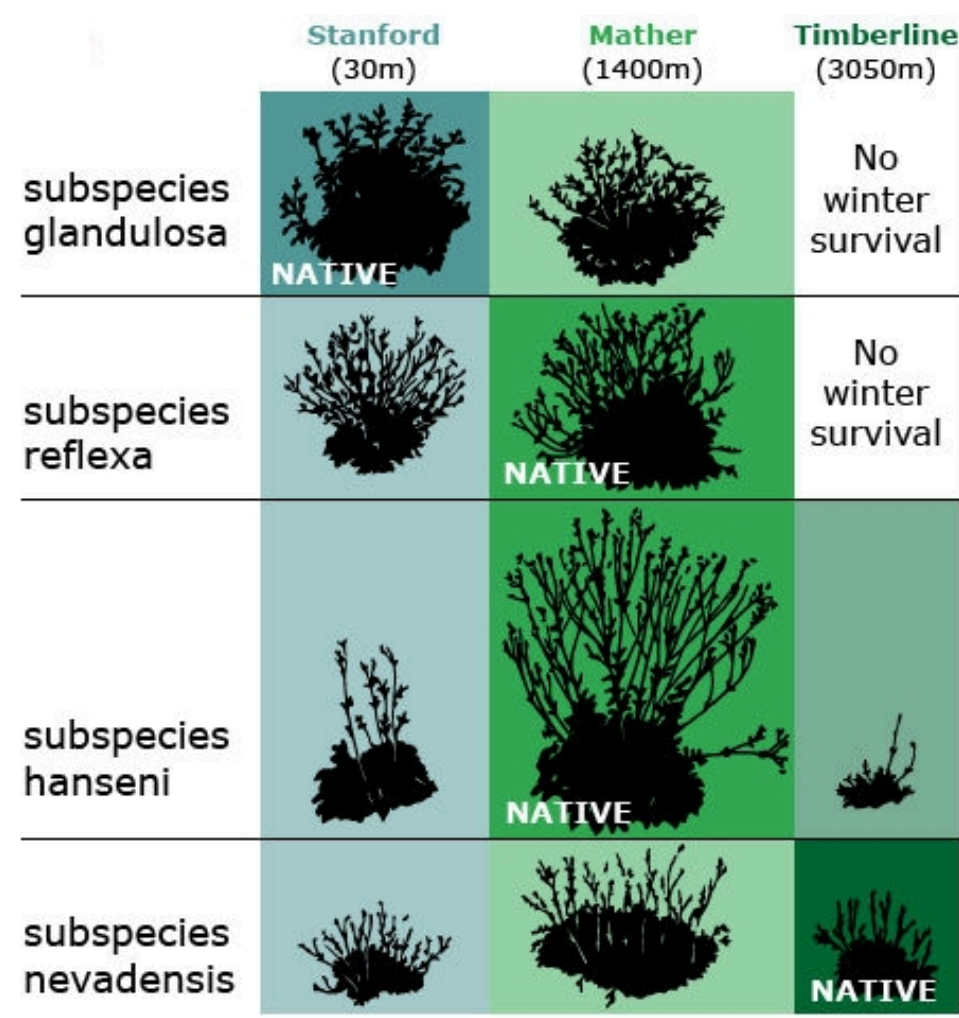 Stanford
(30m)
Mather
(1400m)
Timberline
(3050m)
subspecies
glandulosa
NATIVE
No
winter
survival
subspecies
reflexa
NATIVE
No
winter
survival
subspecies
hanseni
NATIVE
subspecies
nevadensis
NATIVE